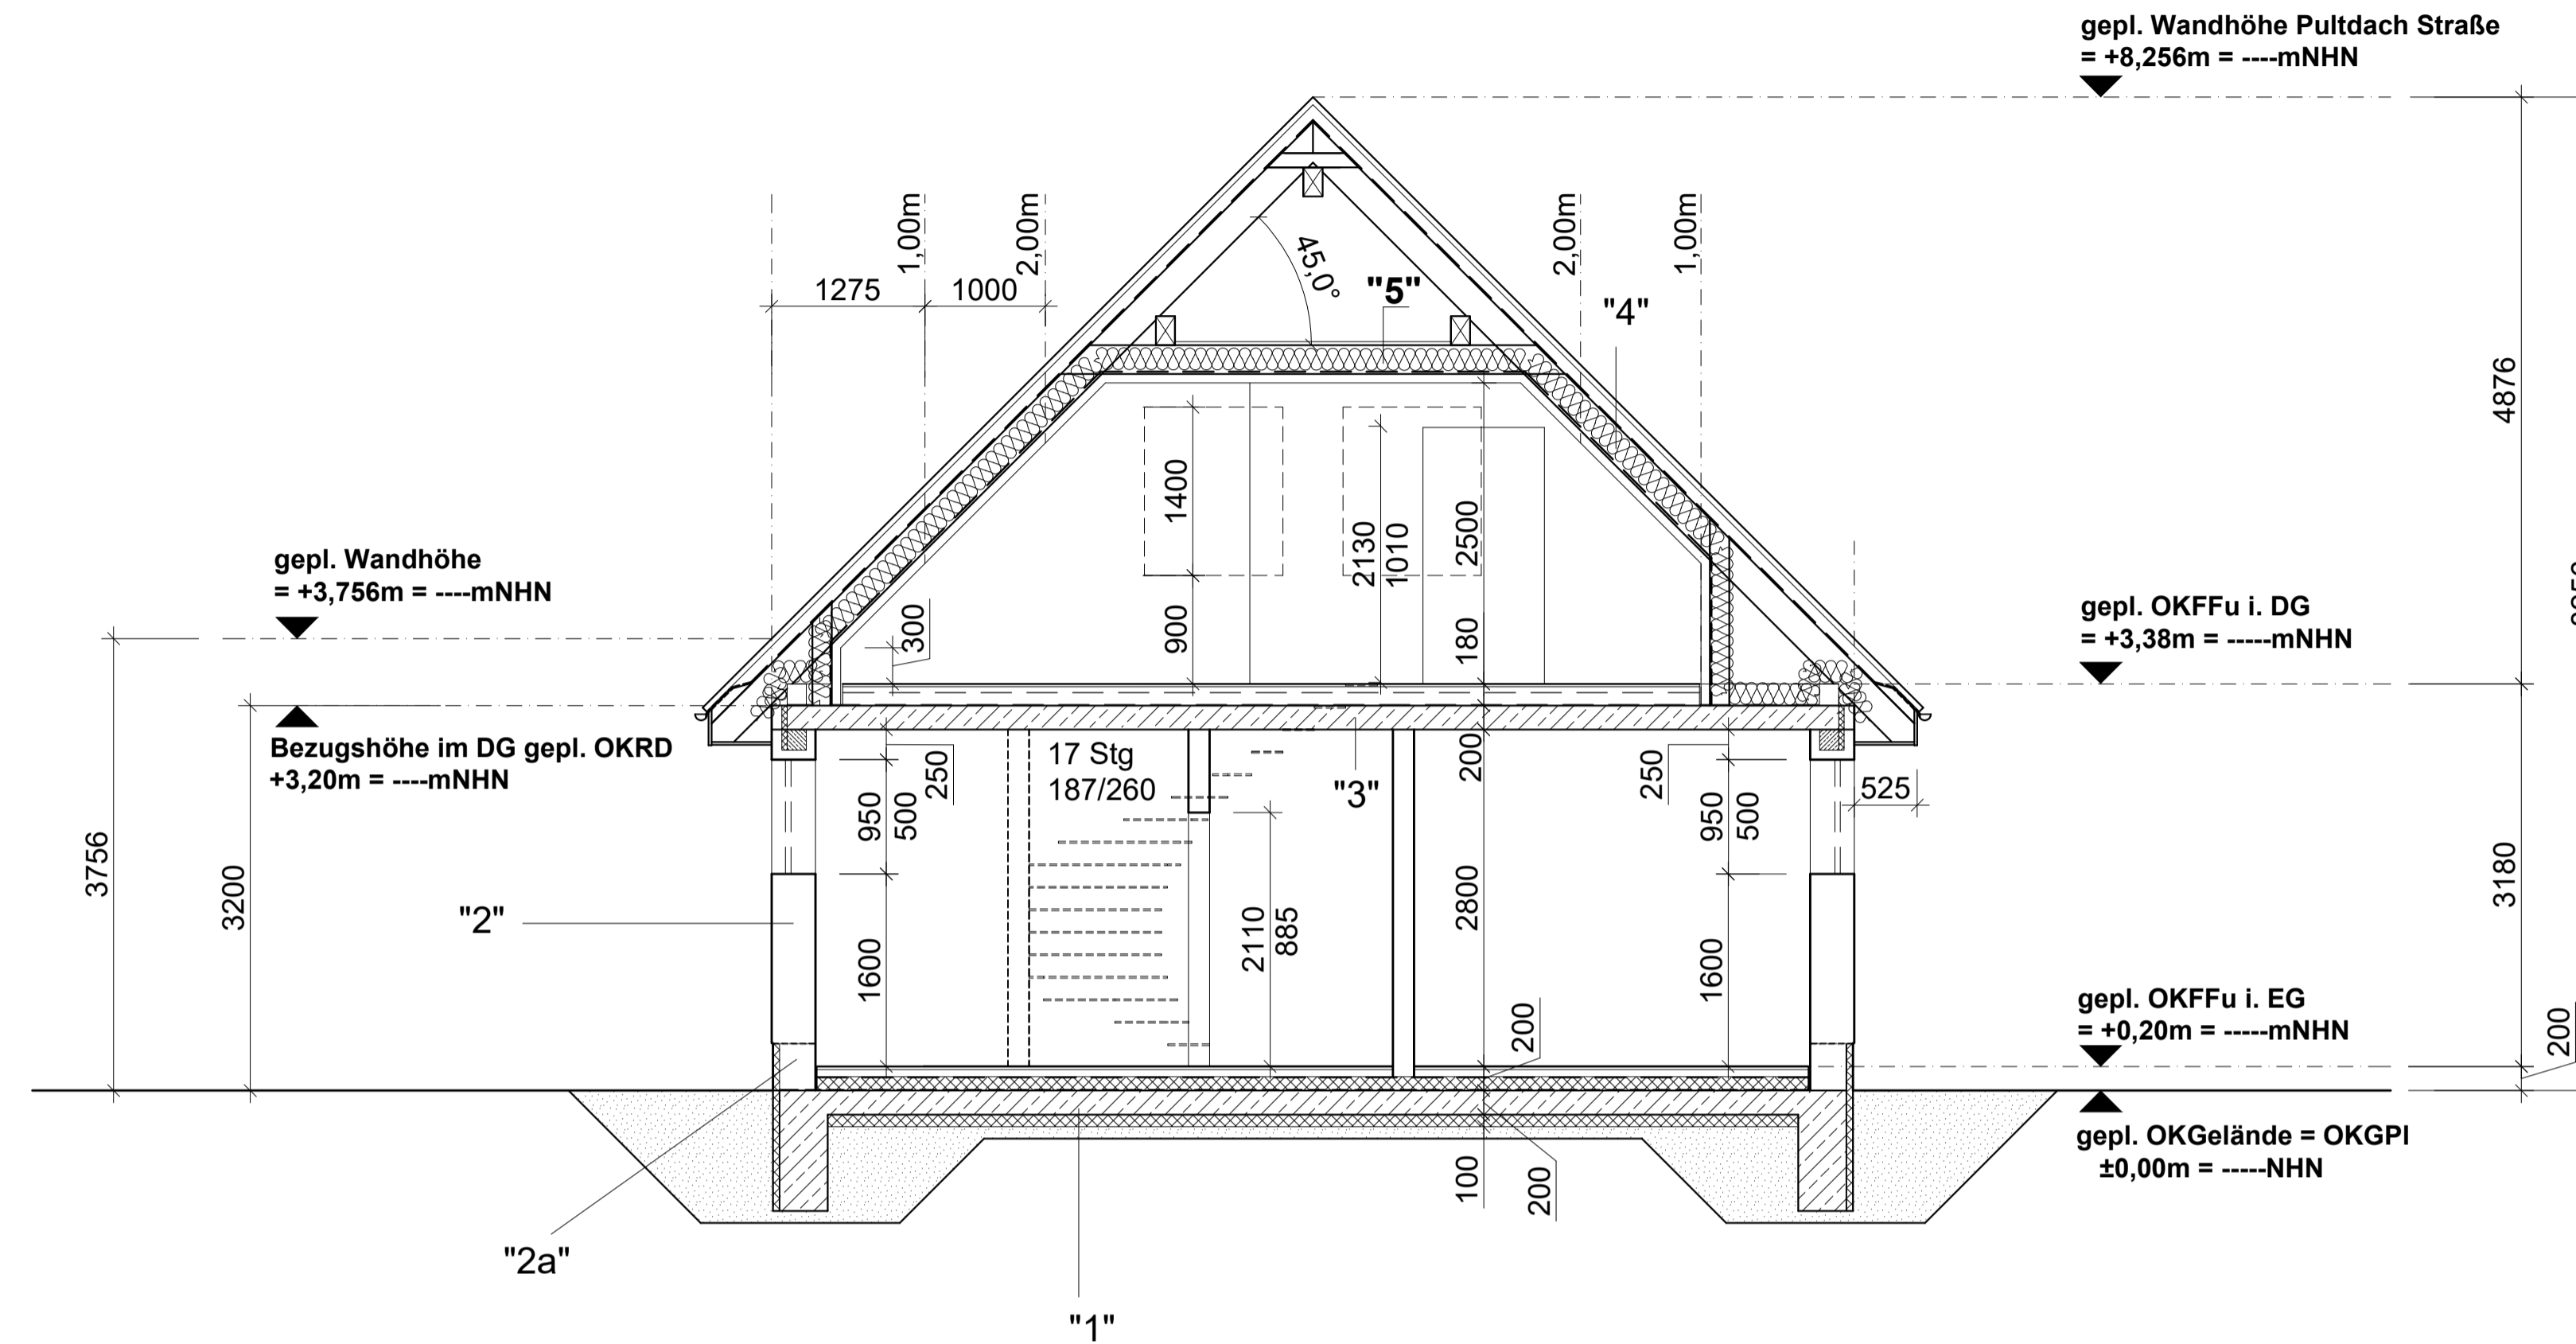 gepl. Wandhöhe Pultdach Straße
= +8,256m = ----mNHN
1,00m
2,00m
2,00m
1,00m
1275
1000
45,0°
"5"
"4"
4876
1400
2130
1010
2500
gepl. Wandhöhe
= +3,756m = ----mNHN
300
900
180
gepl. OKFFu i. DG
= +3,38m = -----mNHN
Bezugshöhe im DG gepl. OKRD
+3,20m = ----mNHN
17 Stg
187/260
250
200
"3"
250
525
950
500
950
500
3756
3200
"2"
1600
2110
885
2800
1600
3180
200
gepl. OKFFu i. EG
= +0,20m = -----mNHN
200
gepl. OKGelände = OKGPl
±0,00m = -----NHN
100
200
"2a"
"1"